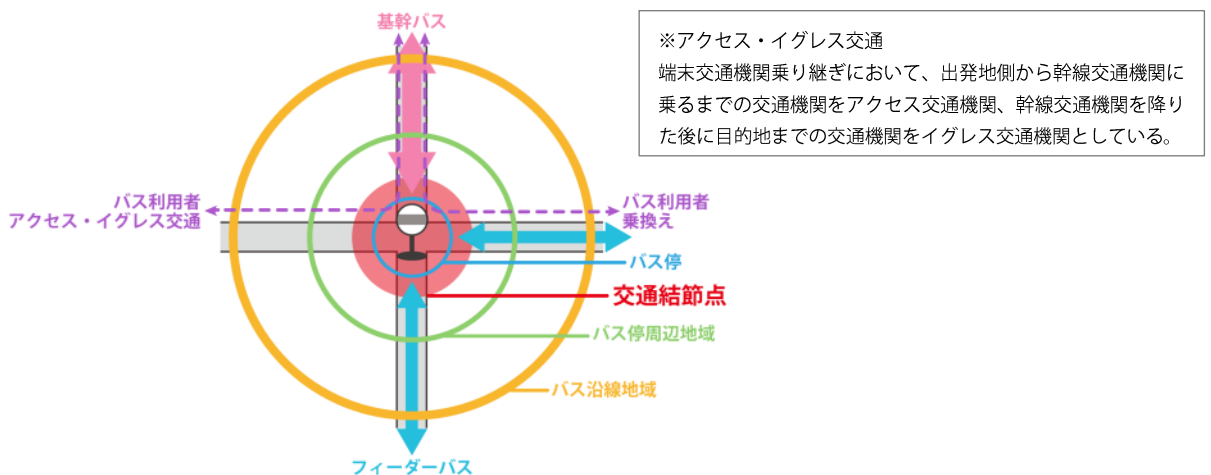 基幹バス
※アクセス・イグレス交通
端末交通機関乗り継ぎにおいて、出発地側から幹線交通機関に
乗るまでの交通機関をアクセス交通機関、幹線交通機関を降り
た後に目的地までの交通機関をイグレス交通機関としている。
バス利用者
アクセス・イグレス交通
バス利用者
乗換え
バス停
交通結節点
バス停周辺地域
バス沿線地域
フィーダーバス